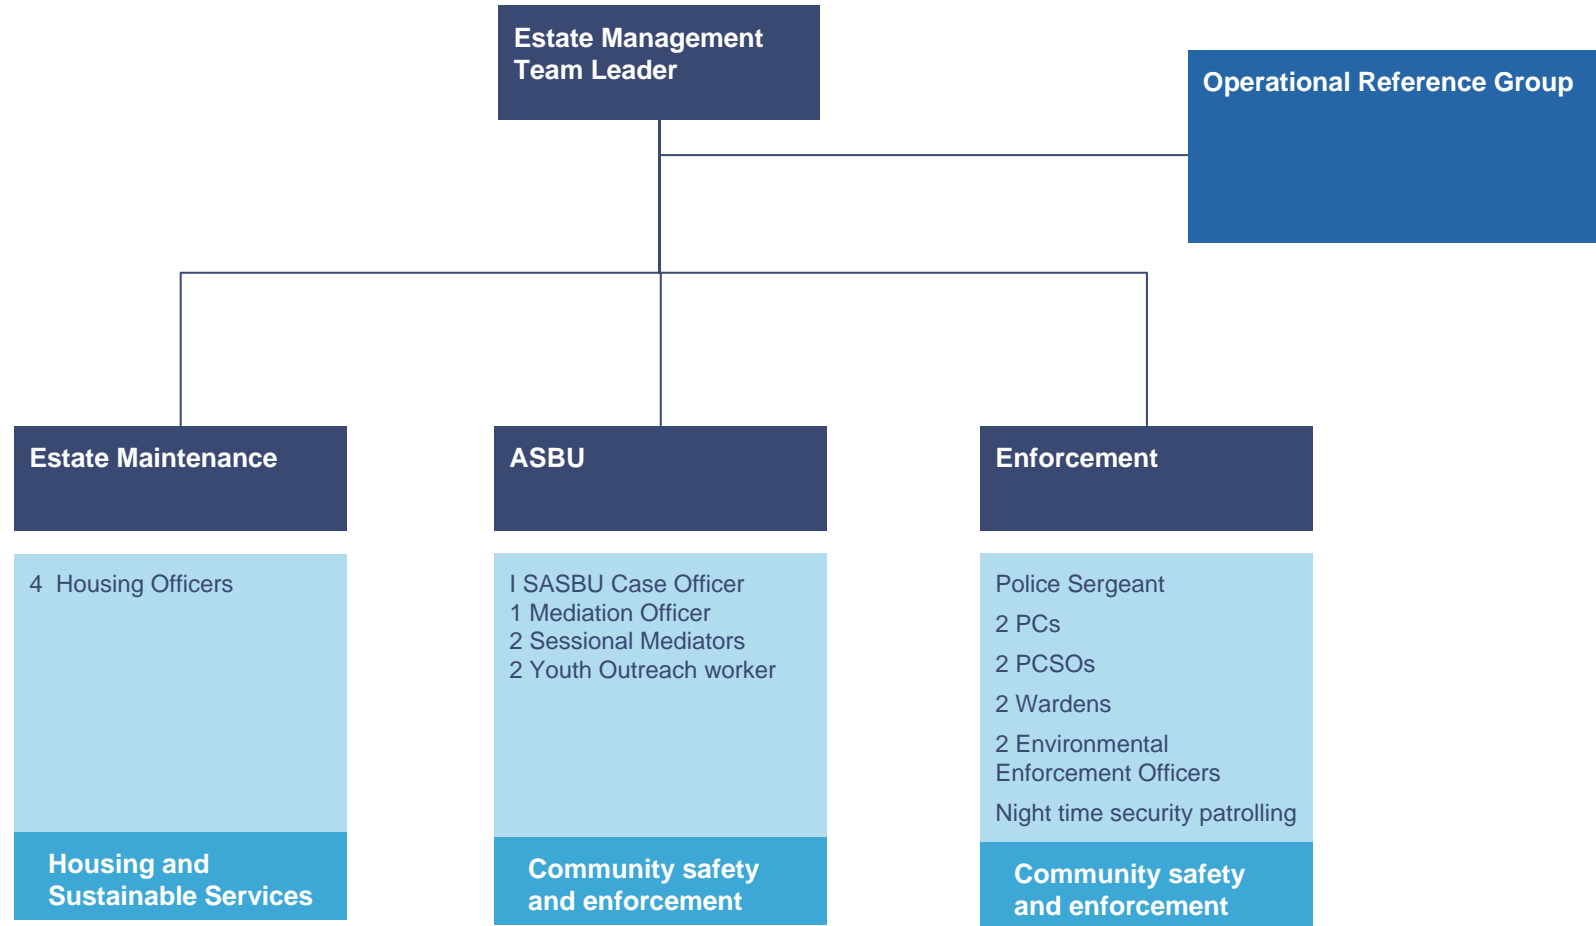 Estate Management
Team Leader
Operational Reference Group
Estate Maintenance
4 Housing Officers
Housing and
Sustainable Services
ASBU
I SASBU Case Officer
1 Mediation Officer
2 Sessional Mediators
2 Youth Outreach worker
Community safety
and enforcement
Enforcement
Police Sergeant
2 PCs
2 PCSOs
2 Wardens
2 Environmental
Enforcement Officers
Night time security patrolling
Community safety
and enforcement